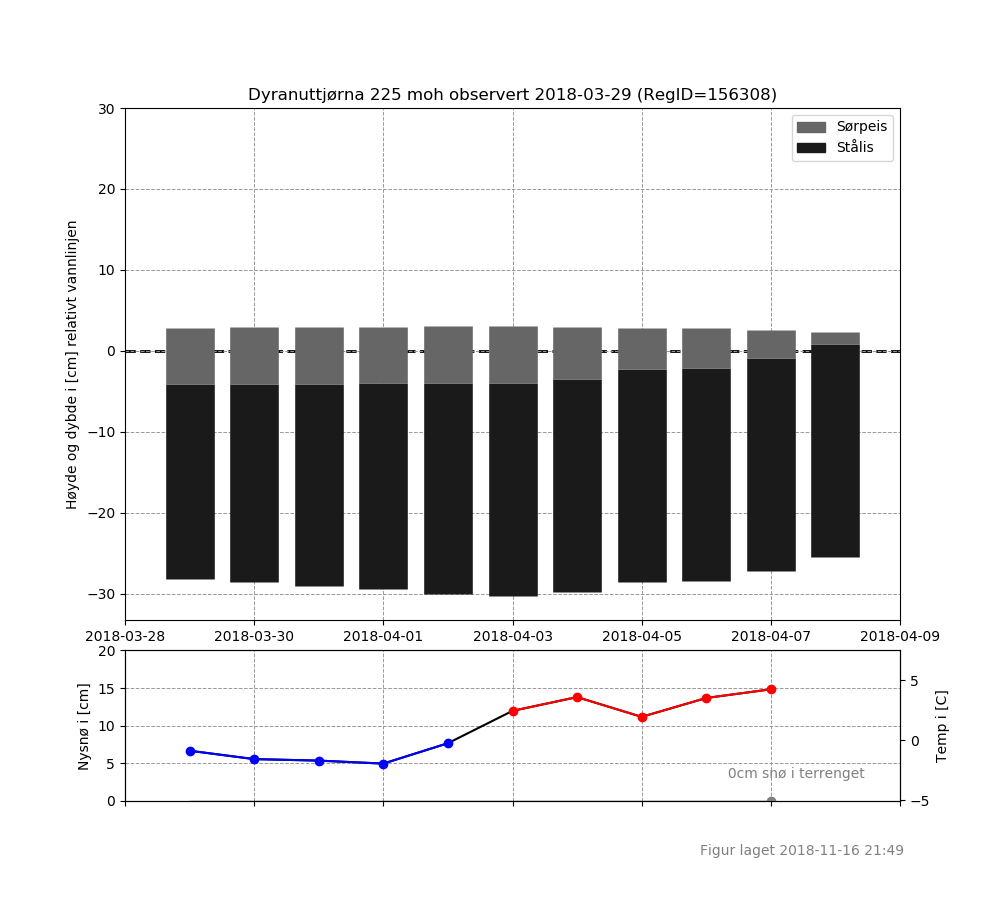 Dyranuttjørna 225 moh observert 2018-03-29 (RegID=156308)
Sørpeis
Stålis
Høyde og dybde i [cm] relativt vannlinjen
30
20
10
0
−10
−20
−30
2018-03-28 2018-03-30 2018-04-01 2018-04-03 2018-04-05 2018-04-07 2018-04-09
Nysnø i [cm]
20
15
10
5
0
5
0
−5
Temp i [C]
0cm snø i terrenget
Figur laget 2018-11-16 21:49